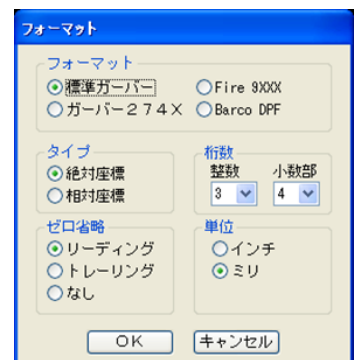 フォーマット
フォーマット
標準ガーバー
Fire 9XXX
ガーバー２７４X
Barco DPF
タイプ
絶対座標
相対座標
桁数
整数 小数部
3 4
ゼロ省略
リーディング
トレーリング
なし
単位
インチ
ミリ
OK
キャンセル